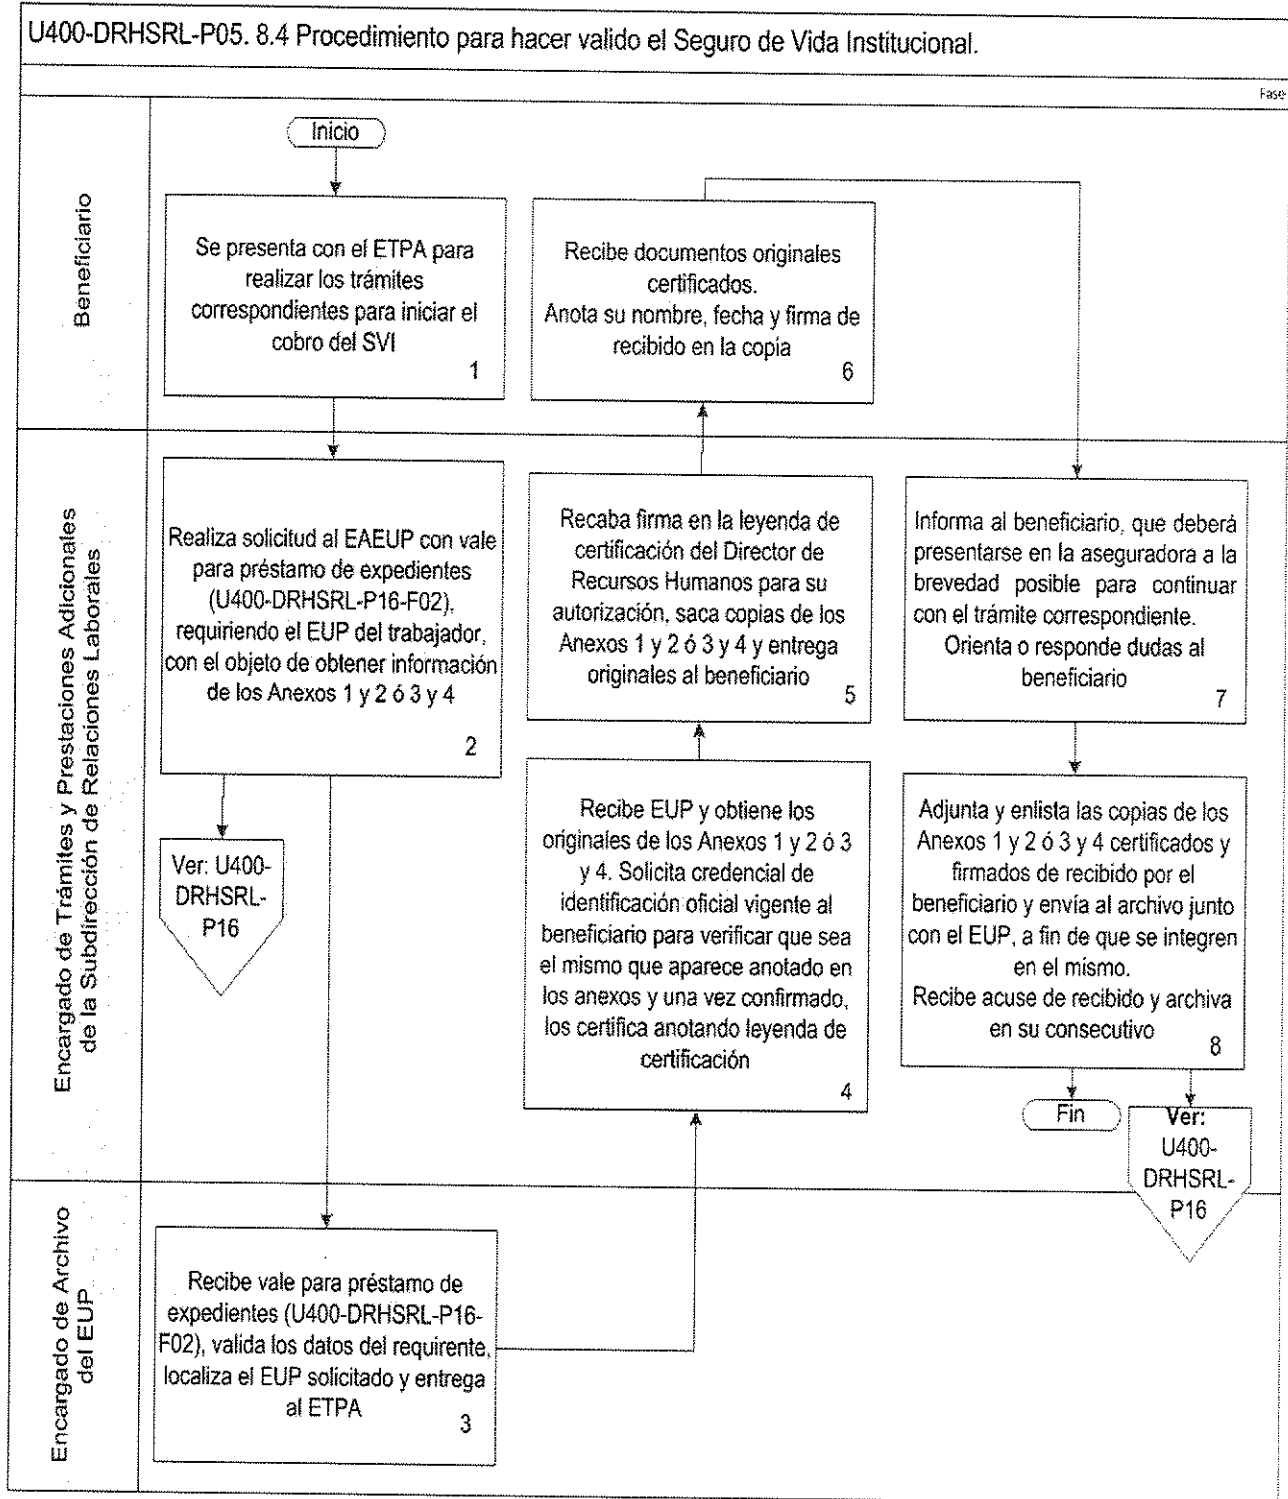 U400-DRHSRL-P05. 8.4 Procedimiento para hacer valido el Seguro de Vida Institucional.
Fase
Beneficiario
Inicio
Se presenta con el ETPA para
realizar los trámites
correspondientes para iniciar el
cobro del SVI
1
Recibe documentos originales
certificados.
Anota su nombre, fecha y firma de
recibido en la copia
6
Encargado de Trámites y Prestaciones Adicionales
de la Subdirección de Relaciones Laborales
Realiza solicitud al EAEUP con vale
para préstamo de expedientes
(U400-DRHSRL-P16-F02),
requiriendo el EUP del trabajador,
con el objeto de obtener información
de los Anexos 1 y 2 ó 3 y 4
2
Ver: U400-
DRHSRL-
P16
Recaba firma en la leyenda de
certificación del Director de
Recursos Humanos para su
autorización, saca copias de los
Anexos 1 y 2 ó 3 y 4 y entrega
originales al beneficiario
5
Recibe EUP y obtiene los
originales de los Anexos 1 y 2 ó 3
y 4. Solicita credencial de
identificación oficial vigente al
beneficiario para verificar que sea
el mismo que aparece anotado en
los anexos y una vez confirmado,
los certifica anotando leyenda de
certificación
4
Informa al beneficiario, que deberá
presentarse en la aseguradora a la
brevedad posible para continuar
con el trámite correspondiente.
Orienta o responde dudas al
beneficiario
7
Adjunta y enlista las copias de los
Anexos 1 y 2 ó 3 y 4 certificados y
firmados de recibido por el
beneficiario y envía al archivo junto
con el EUP, a fin de que se integren
en el mismo.
Recibe acuse de recibido y archiva
en su consecutivo
8
Fin
Ver:
U400-
DRHSRL-
P16
Encargado de Archivo
del EUP
Recibe vale para préstamo de
expedientes (U400-DRHSRL-P16-
F02), valida los datos del requirente,
localiza el EUP solicitado y entrega
al ETPA
3